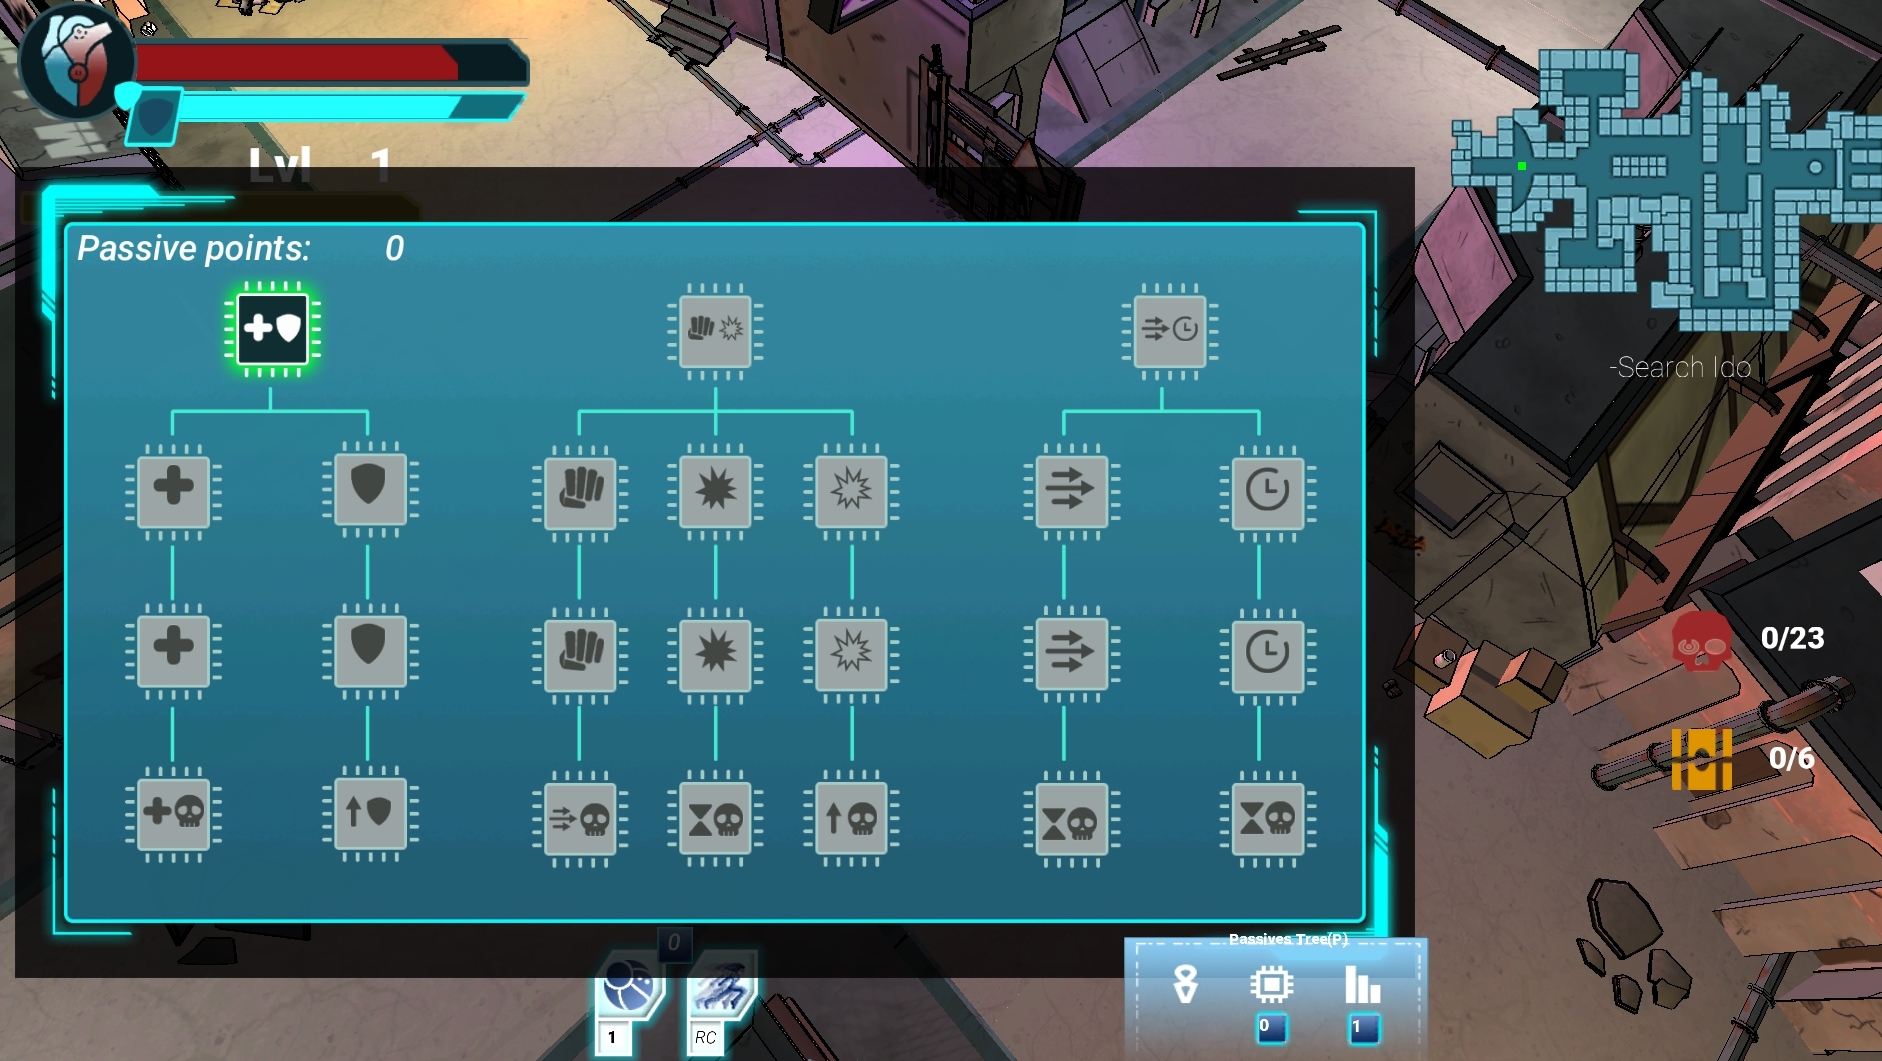 Lvl 1
Passive points: 0
-Search Ido
0/23
0/6
0
Passives Tree(P)
1
RC
0
1